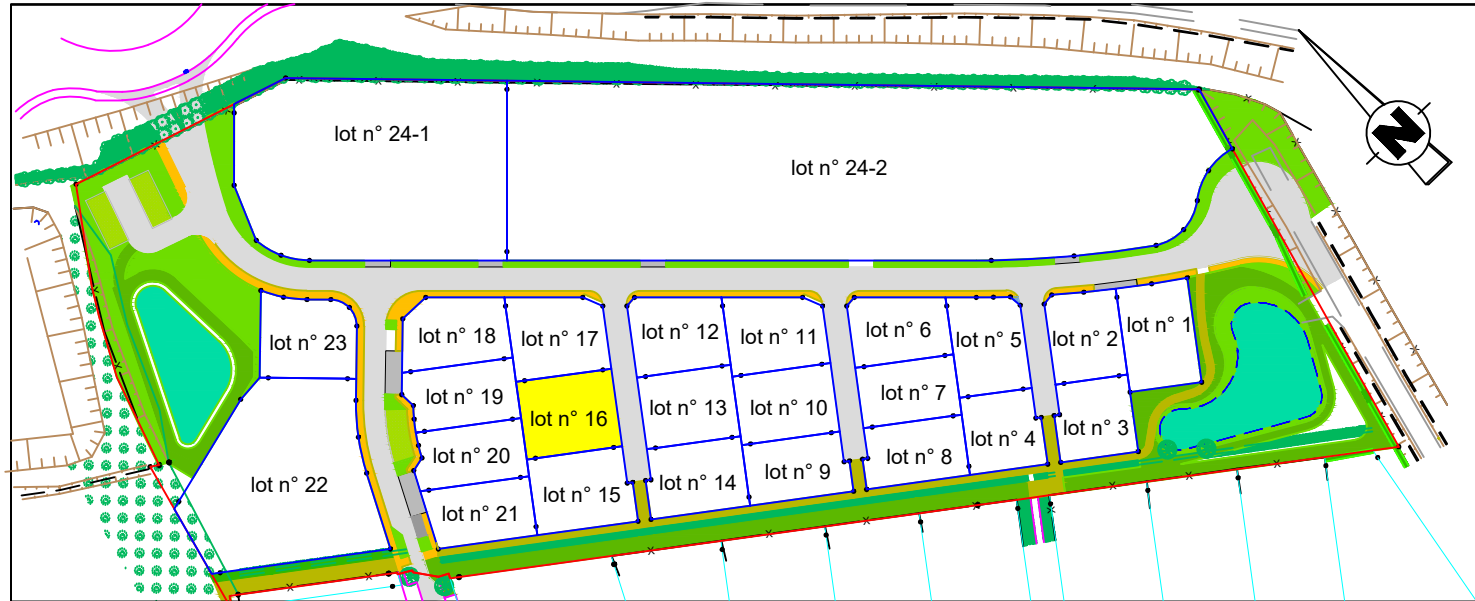 lot n° 24-1
lot n° 24-2
N
lot n° 23
lot n° 18
lot n° 17
lot n° 12
lot n° 11
lot n° 6
lot n° 5
lot n° 2
lot n° 1
lot n° 19
lot n° 16
lot n° 13
lot n° 10
lot n° 7
lot n° 4
lot n° 3
lot n° 20
lot n° 22
lot n° 21
lot n° 15
lot n° 14
lot n° 9
lot n° 8